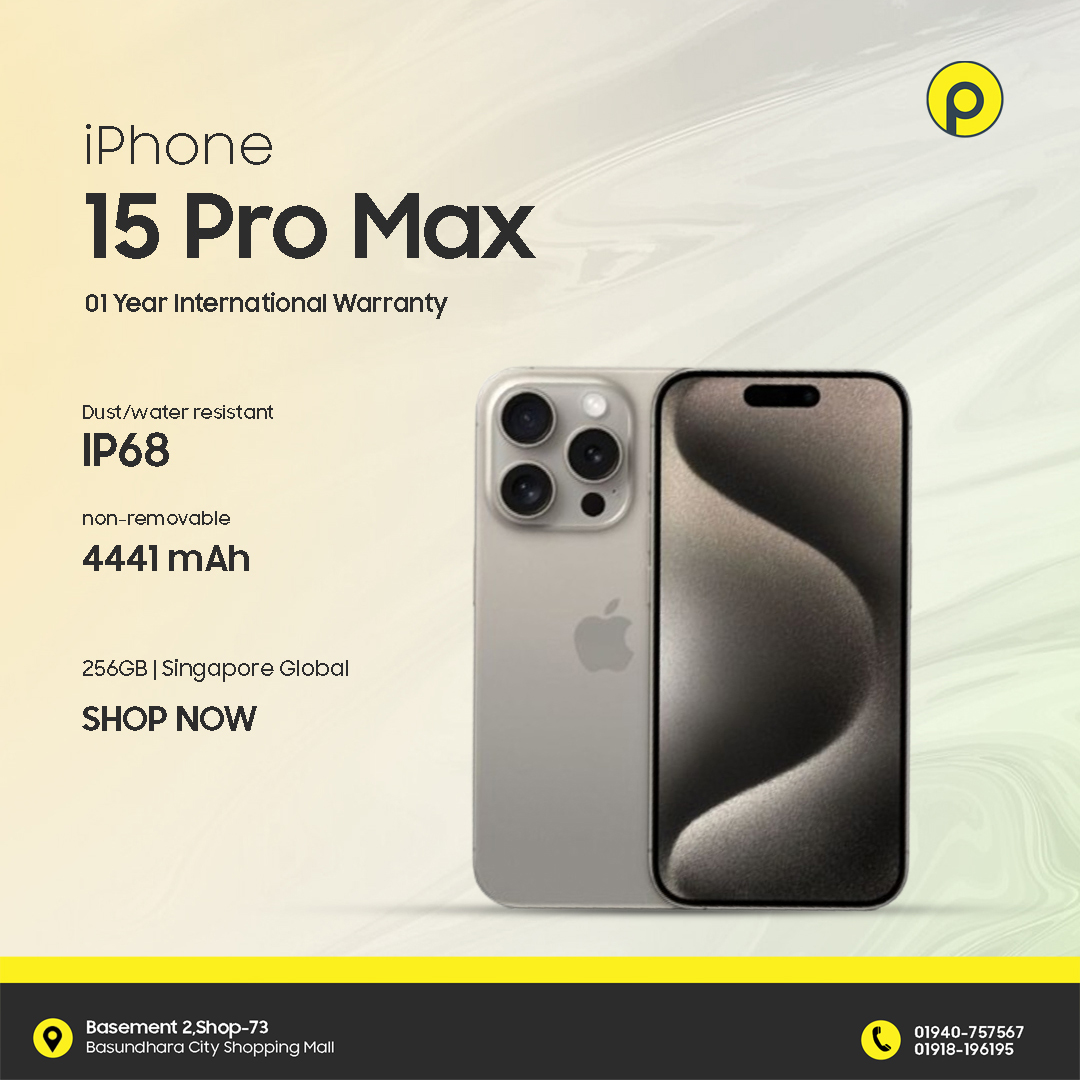 iPhone
15 Pro Max
01 Year International Warranty
Dust/water resistant
IP68
non-removable
4441 mAh
256GB | Singapore Global
SHOP NOW
Basement 2,Shop-73
Basundhara City Shopping Mall
01940-757567
01918-196195